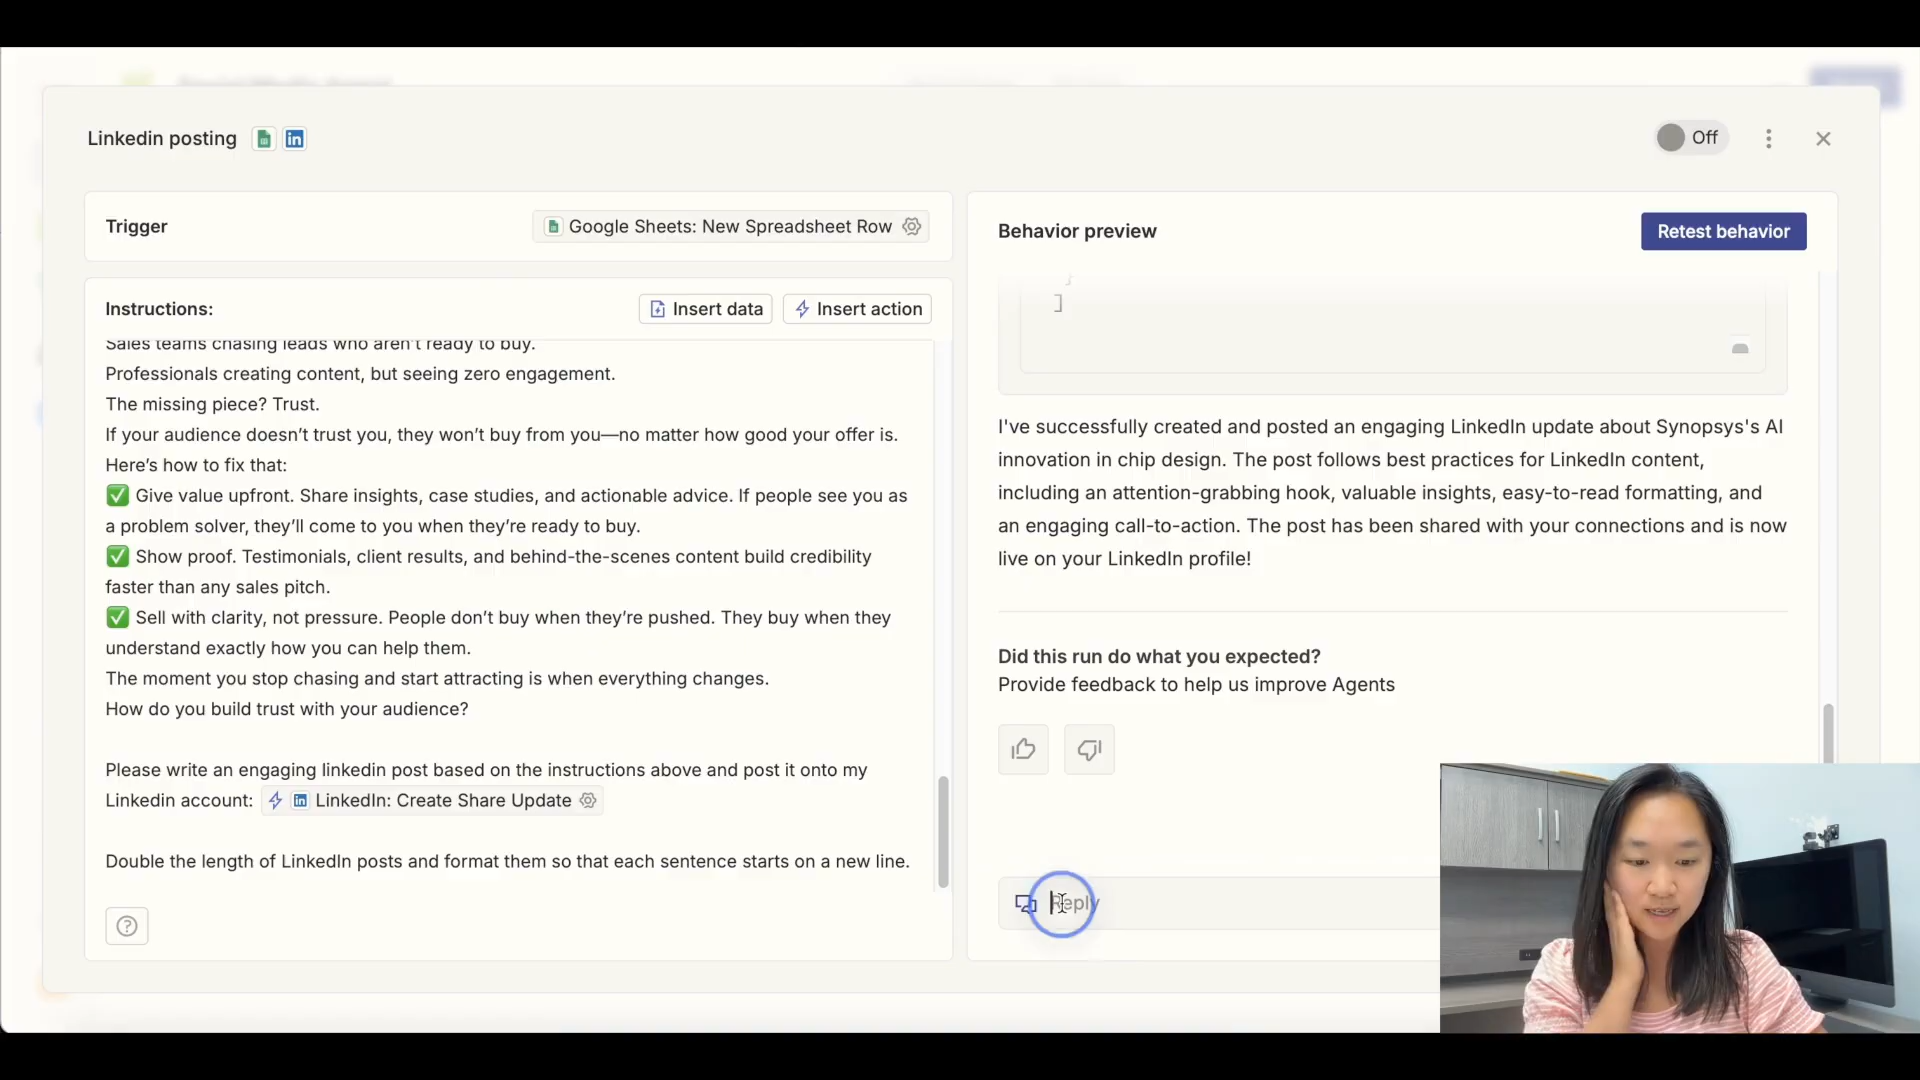 Linkedin posting
Off
Trigger
Google Sheets: New Spreadsheet Row
Instructions:
Insert data
Insert action
Sales teams chasing leads who aren't ready to buy.
Professionals creating content, but seeing zero engagement.
The missing piece? Trust.
If your audience doesn’t trust you, they won’t buy from you—no matter how good your offer is.
Here’s how to fix that:
✅ Give value upfront. Share insights, case studies, and actionable advice. If people see you as
a problem solver, they’ll come to you when they’re ready to buy.
✅ Show proof. Testimonials, client results, and behind-the-scenes content build credibility
faster than any sales pitch.
✅ Sell with clarity, not pressure. People don’t buy when they’re pushed. They buy when they
understand exactly how you can help them.
The moment you stop chasing and start attracting is when everything changes.
How do you build trust with your audience?
Please write an engaging linkedin post based on the instructions above and post it onto my
Linkedin account: LinkedIn: Create Share Update
Double the length of LinkedIn posts and format them so that each sentence starts on a new line.
Behavior preview
Retest behavior
]
I've successfully created and posted an engaging LinkedIn update about Synopsys's AI
innovation in chip design. The post follows best practices for LinkedIn content,
including an attention-grabbing hook, valuable insights, easy-to-read formatting, and
an engaging call-to-action. The post has been shared with your connections and is now
live on your LinkedIn profile!
Did this run do what you expected?
Provide feedback to help us improve Agents
Reply